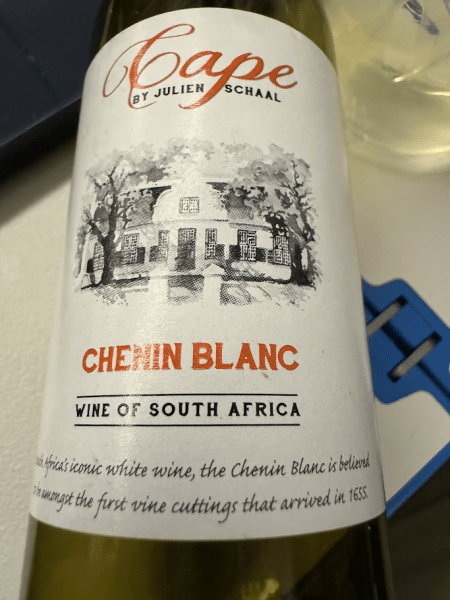 Cape
BY JULIEN SCHAAL
CHENIN BLANC
WINE OF SOUTH AFRICA
Africa's iconic white wine, the Chenin Blanc is believed
amongst the first vine cuttings that arrived in 1655.